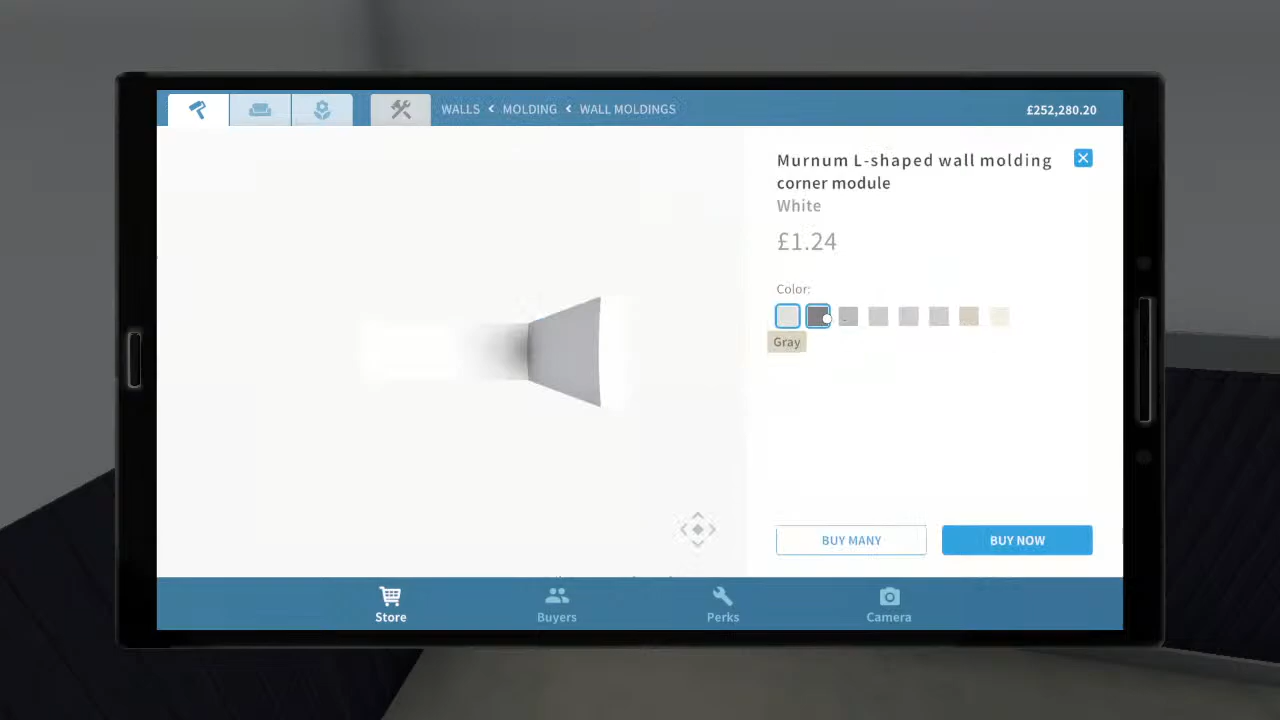 WALLS < MOLDING < WALL MOLDINGS
£252,280.20
Murnum L-shaped wall molding
corner module
White
£1.24
Color:
Gray
BUY MANY
BUY NOW
Store
Buyers
Perks
Camera